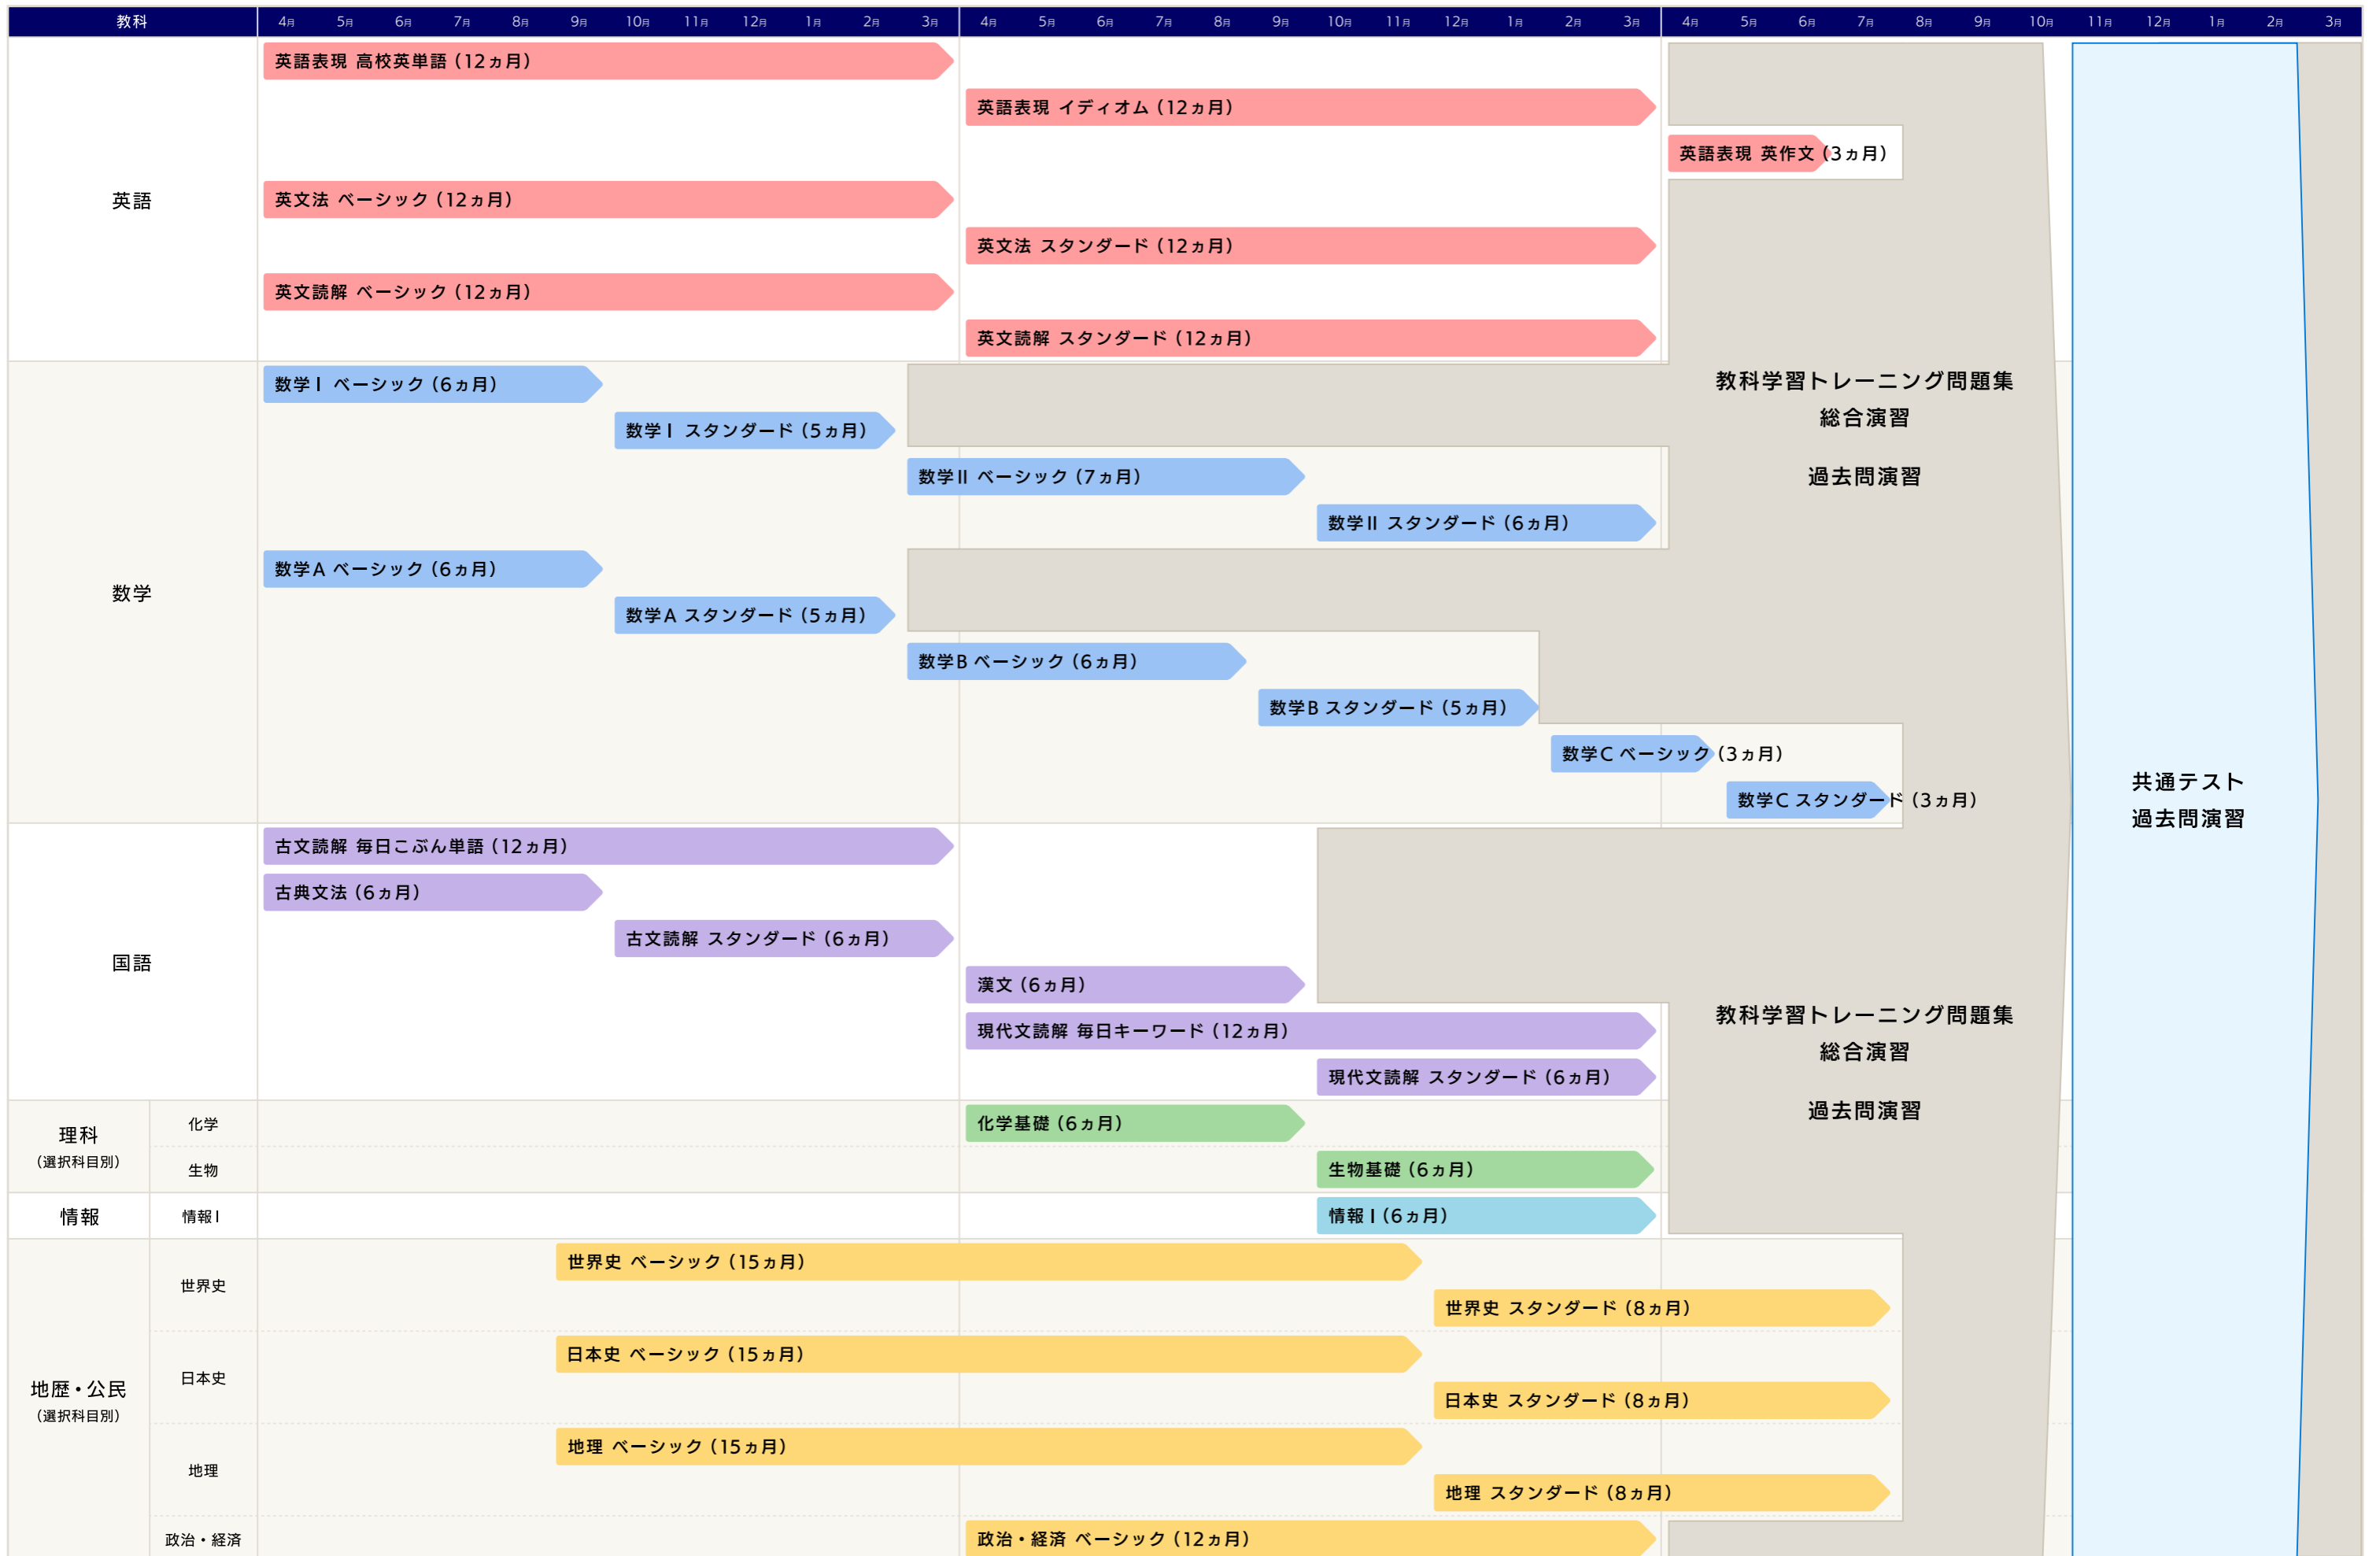 教科 4月 5月 6月 7月 8月 9月 10月 11月 12月 1月 2月 3月 4月 5月 6月 7月 8月 9月 10月 11月 12月 1月 2月 3月 4月 5月 6月 7月 8月 9月 10月 11月 12月 1月 2月 3月
英語
英語表現 高校英単語（12ヵ月）
英語表現 イディオム（12ヵ月）
英語表現 英作文（3ヵ月）
英文法 ベーシック（12ヵ月）
英文法 スタンダード（12ヵ月）
英文読解 ベーシック（12ヵ月）
英文読解 スタンダード（12ヵ月）
数学
数学Ⅰ ベーシック（6ヵ月）
数学Ⅰ スタンダード（5ヵ月）
数学Ⅱ ベーシック（7ヵ月）
数学Ⅱ スタンダード（6ヵ月）
数学A ベーシック（6ヵ月）
数学A スタンダード（5ヵ月）
数学B ベーシック（6ヵ月）
数学B スタンダード（5ヵ月）
数学C ベーシック（3ヵ月）
数学C スタンダード（3ヵ月）
教科学習トレーニング問題集
総合演習
過去問演習
共通テスト
過去問演習
国語
古文読解 毎日こぶん単語（12ヵ月）
古典文法（6ヵ月）
古文読解 スタンダード（6ヵ月）
漢文（6ヵ月）
現代文読解 毎日キーワード（12ヵ月）
現代文読解 スタンダード（6ヵ月）
教科学習トレーニング問題集
総合演習
過去問演習
理科
（選択科目別）
化学
化学基礎（6ヵ月）
生物
生物基礎（6ヵ月）
情報
情報Ⅰ
情報Ⅰ（6ヵ月）
地歴・公民
（選択科目別）
世界史
世界史 ベーシック（15ヵ月）
世界史 スタンダード（8ヵ月）
日本史
日本史 ベーシック（15ヵ月）
日本史 スタンダード（8ヵ月）
地理
地理 ベーシック（15ヵ月）
地理 スタンダード（8ヵ月）
政治・経済
政治・経済 ベーシック（12ヵ月）